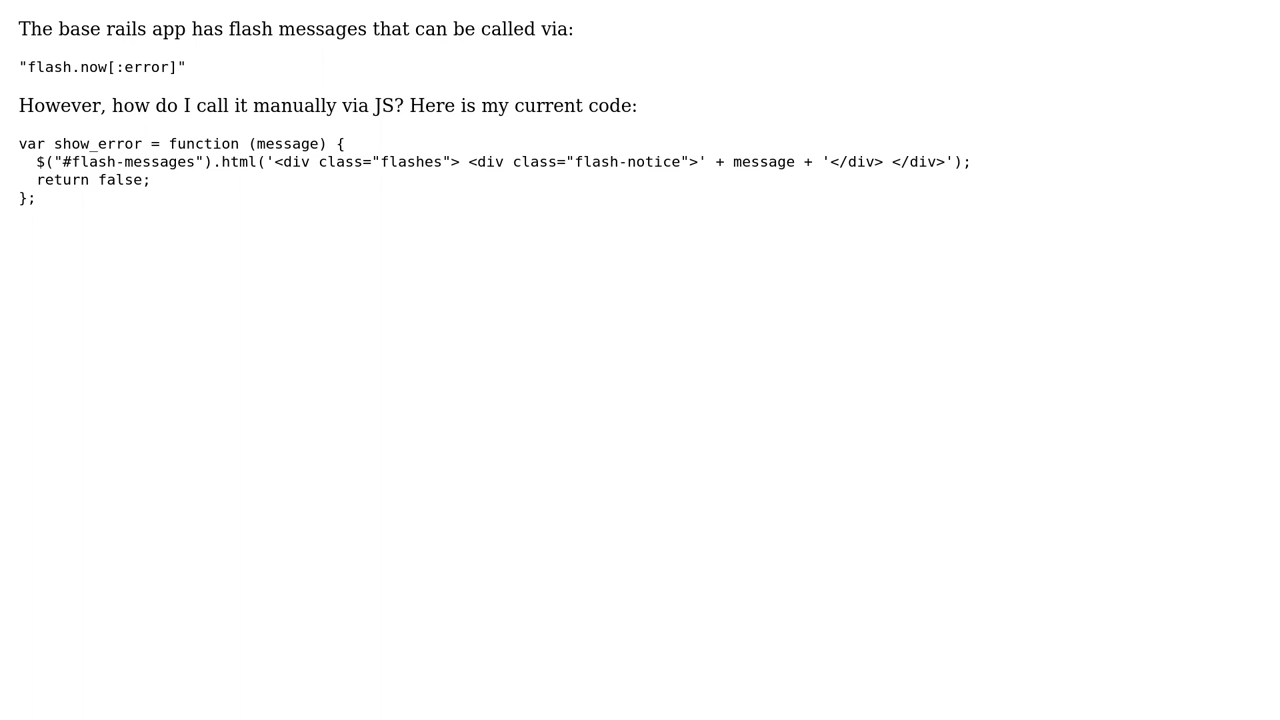 The base rails app has flash messages that can be called via:
"flash.now[:error]"
However, how do I call it manually via JS? Here is my current code:
var show_error = function (message) {
  $("#flash-messages").html('<div class="flashes"> <div class="flash-notice">' + message + '</div> </div>');
  return false;
};